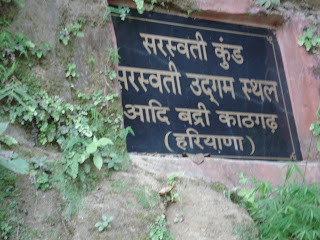 सरस्वती कुंड
सरस्वती उद्गम स्थल
आदि बद्री काठगढ़
(हरियाणा)